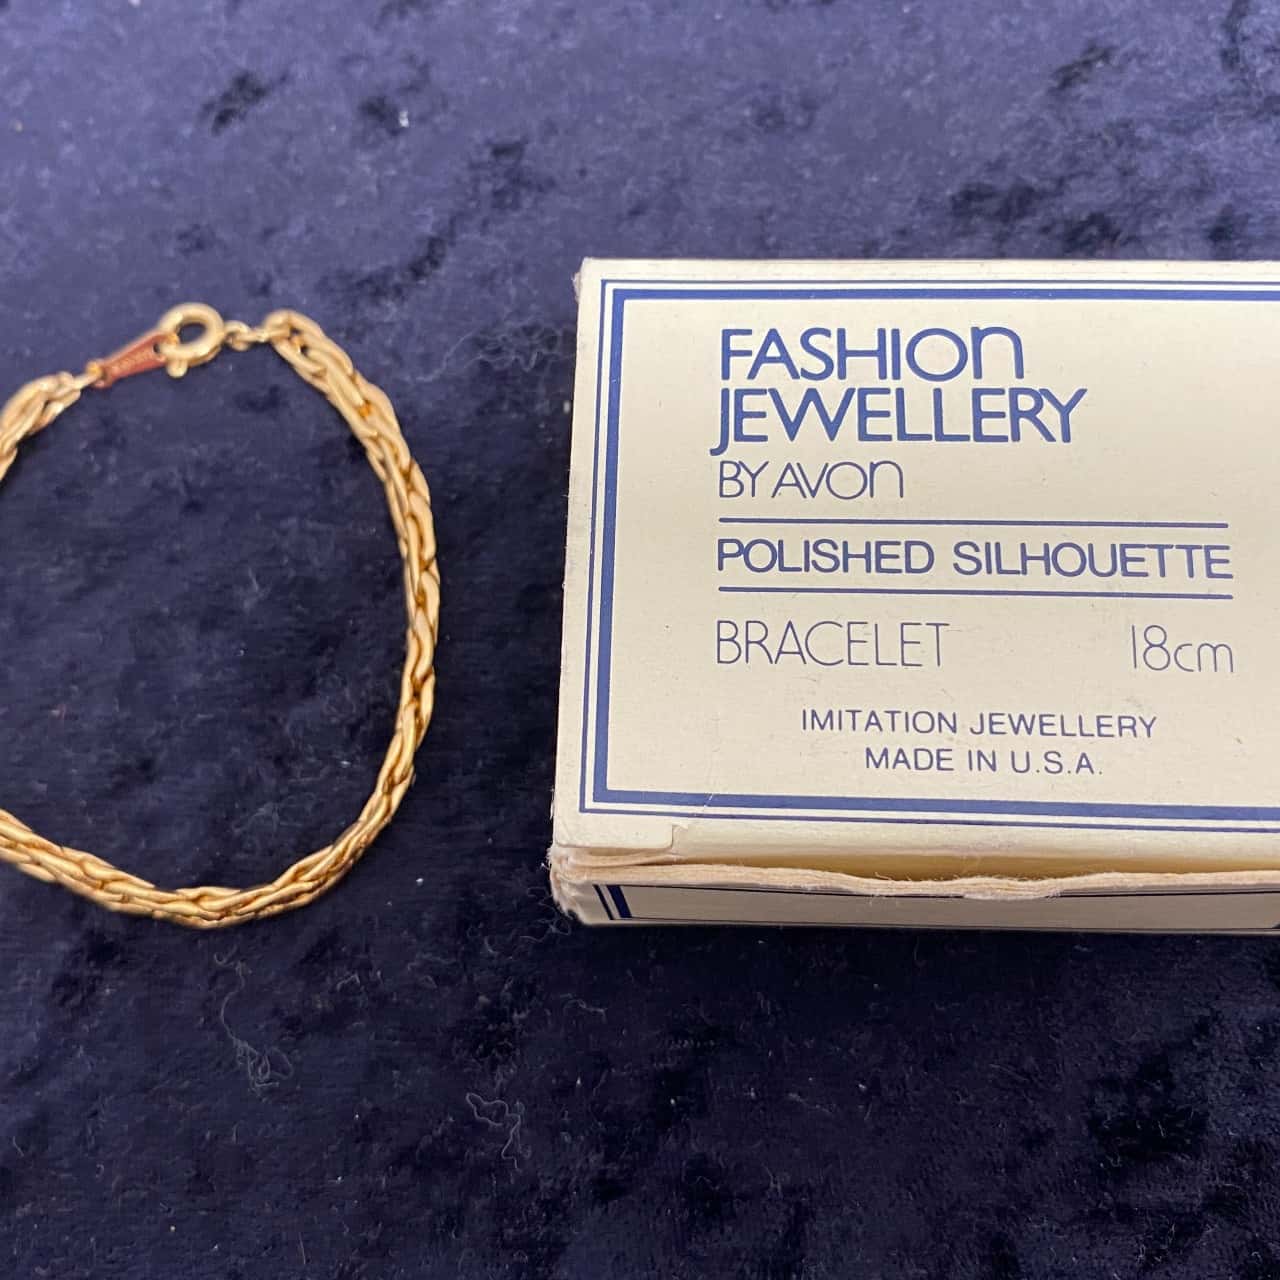 FASHION
JEWELLERY
BY AVON
POLISHED SILHOUETTE
BRACELET 18cm
IMITATION JEWELLERY
MADE IN U.S.A.